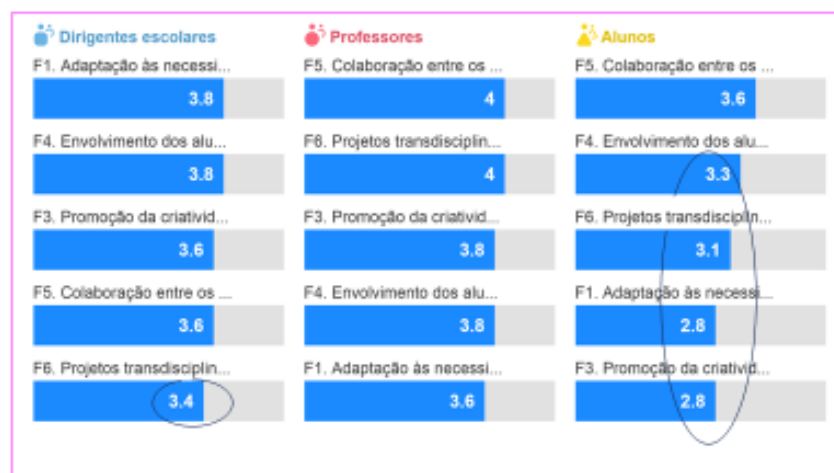 Dirigentes escolares
F1. Adaptação às necessi...
3.8
F4. Envolvimento dos alu...
3.8
F3. Promoção da criativid...
3.6
F5. Colaboração entre os ...
3.6
F6. Projetos transdisciplin...
3.4
Professores
F5. Colaboração entre os ...
4
F6. Projetos transdisciplin...
4
F3. Promoção da criativid...
3.8
F4. Envolvimento dos alu...
3.8
F1. Adaptação às necessi...
3.6
Alunos
F5. Colaboração entre os ...
3.6
F4. Envolvimento dos alu...
3.3
F6. Projetos transdisciplin...
3.1
F1. Adaptação às necessi...
2.8
F3. Promoção da criativid...
2.8